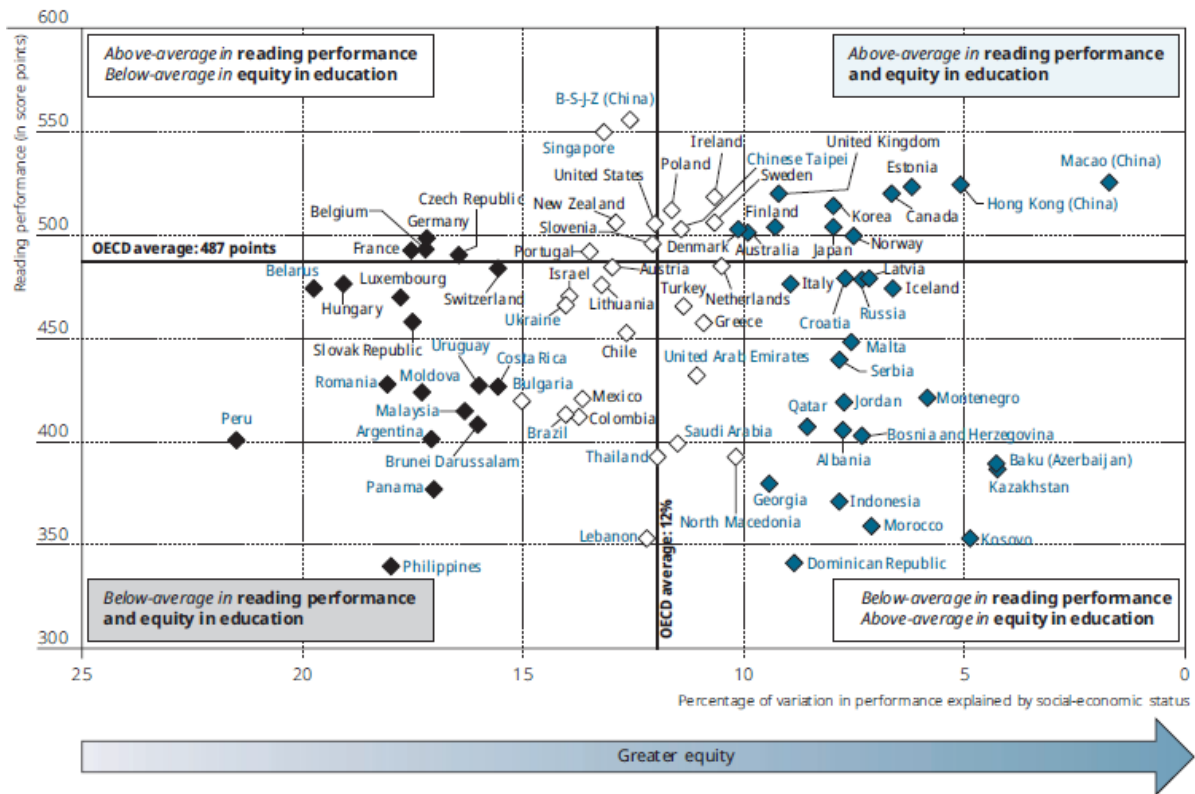 600
Above-average in reading performance
Below-average in equity in education
Above-average in reading performance
and equity in education
Reading performance (in score points)
B-S-J-Z (China)
550
Singapore
Ireland
United Kingdom
Chinese Taipei
Poland
Sweden
Estonia
Macao (China)
United States
Czech Republic
New Zealand
Belgium
Germany
Finland
Korea
Canada
Hong Kong (China)
500
Slovenia
OECD average: 487 points
France
Portugal
Denmark
Australia
Japan
Norway
Belarus
Luxembourg
Israel
Austria
Latvia
Hungary
Switzerland
Lithuania
Turkey
Netherlands
Italy
Iceland
Ukraine
Greece
Croatia
Russia
450
Slovak Republic
Uruguay
Chile
Malta
Costa Rica
United Arab Emirates
Serbia
Romania
Moldova
Bulgaria
Mexico
Montenegro
Peru
Malaysia
Colombia
Qatar
Jordan
Argentina
Brazil
Saudi Arabia
Bosnia and Herzegovina
400
Brunei Darussalam
Thailand
Albania
Baku (Azerbaijan)
Kazakhstan
Panama
Georgia
Indonesia
North Macedonia
Morocco
350
Lebanon
Kosovo
Philippines
Dominican Republic
OECD average: 12%
Below-average in reading performance
and equity in education
Below-average in reading performance
Above-average in equity in education
300
25
20
15
10
5
0
Percentage of variation in performance explained by social-economic status
Greater equity